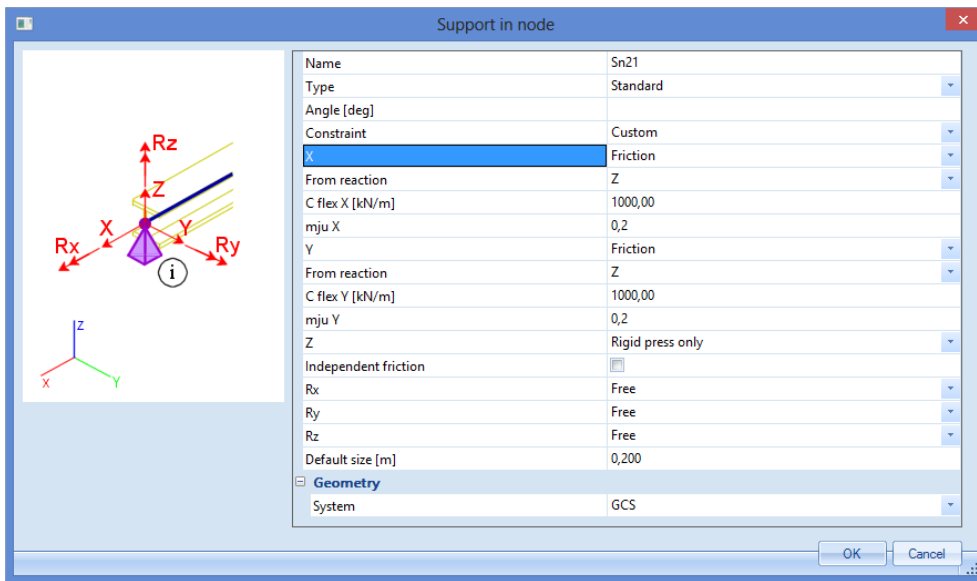 Support in node
Rz
Z
X
Y
Rx
Ry
i
Z
X
Y
Name Sn21
Type Standard
Angle [deg]
Constraint Custom
X Friction
From reaction Z
C flex X [kN/m] 1000,00
mju X 0,2
Y Friction
From reaction Z
C flex Y [kN/m] 1000,00
mju Y 0,2
Z Rigid press only
Independent friction
Rx Free
Ry Free
Rz Free
Default size [m] 0,200
Geometry
System GCS
OK Cancel